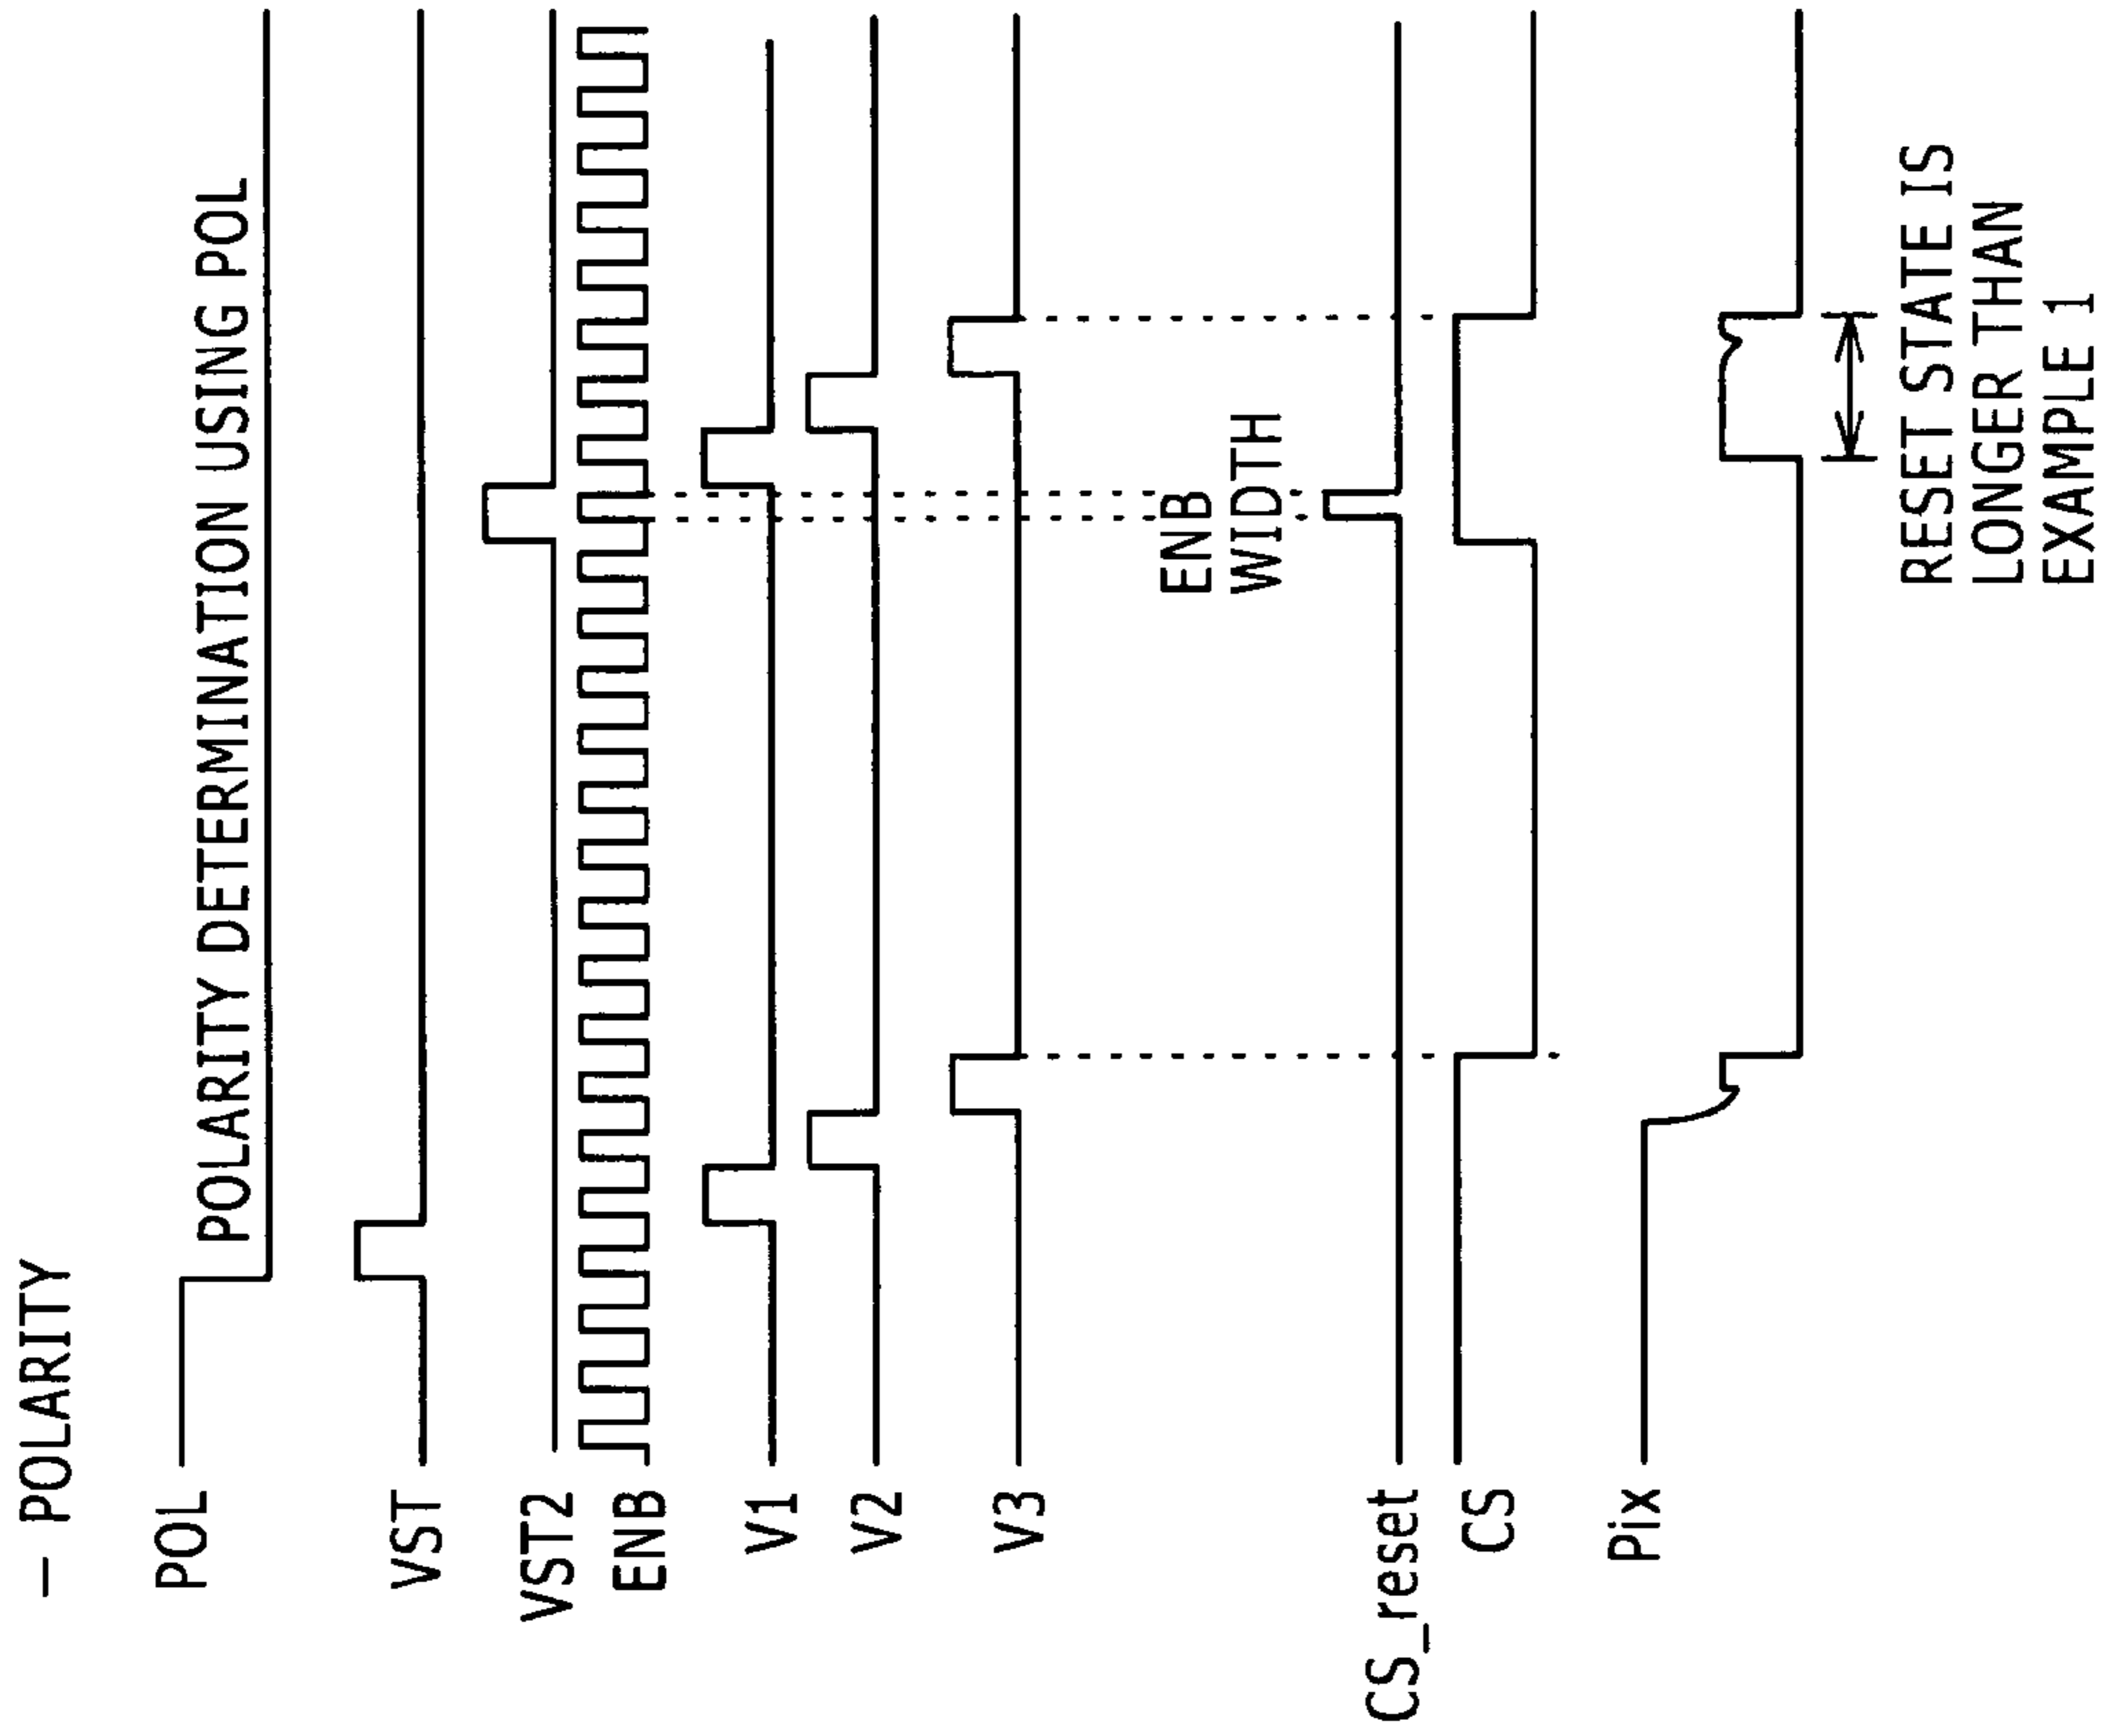 — POLARITY
POL
POLARITY DETERMINATION USING POL
VST
VST2
ENB
V1
V2
V3
ENB
WIDTH
CS_reset
CS
Pix
RESET STATE IS
LONGER THAN
EXAMPLE 1